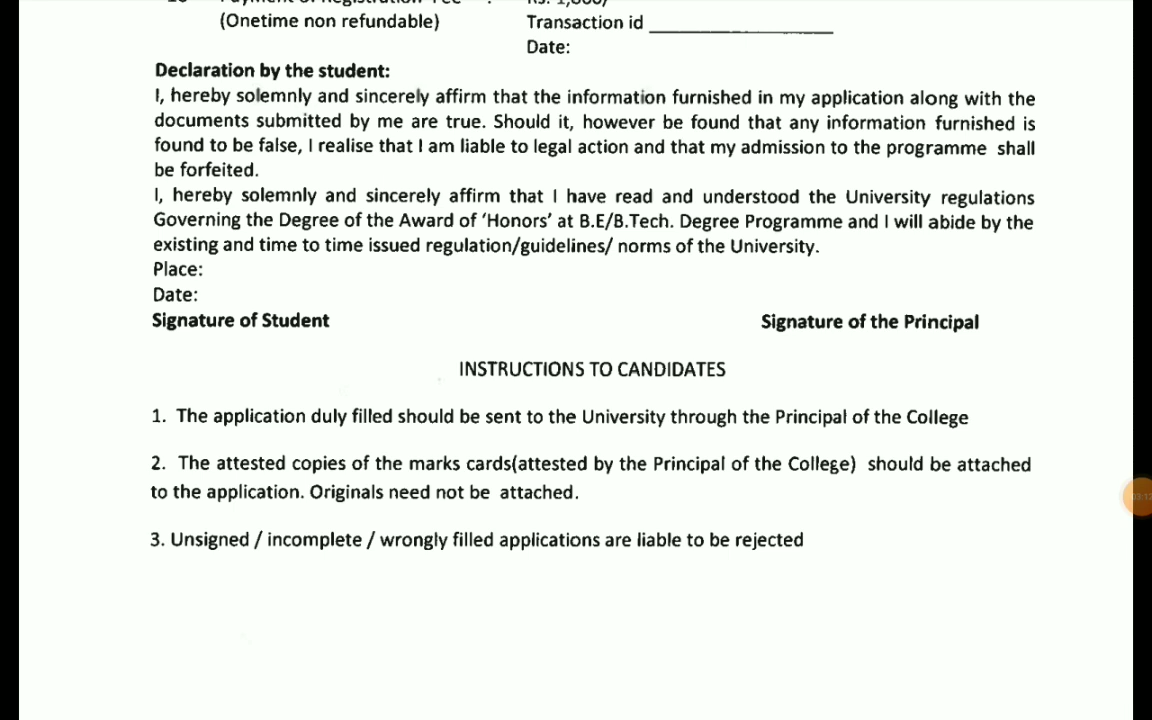 (Onetime non refundable)
Transaction id
Date:
Declaration by the student:
I, hereby solemnly and sincerely affirm that the information furnished in my application along with the
documents submitted by me are true. Should it, however be found that any information furnished is
found to be false, I realise that I am liable to legal action and that my admission to the programme shall
be forfeited.
I, hereby solemnly and sincerely affirm that I have read and understood the University regulations
Governing the Degree of the Award of ‘Honors’ at B.E/B.Tech. Degree Programme and I will abide by the
existing and time to time issued regulation/guidelines/ norms of the University.
Place:
Date:
Signature of Student Signature of the Principal
INSTRUCTIONS TO CANDIDATES
1. The application duly filled should be sent to the University through the Principal of the College
2. The attested copies of the marks cards(attested by the Principal of the College) should be attached
to the application. Originals need not be attached.
3. Unsigned / incomplete / wrongly filled applications are liable to be rejected